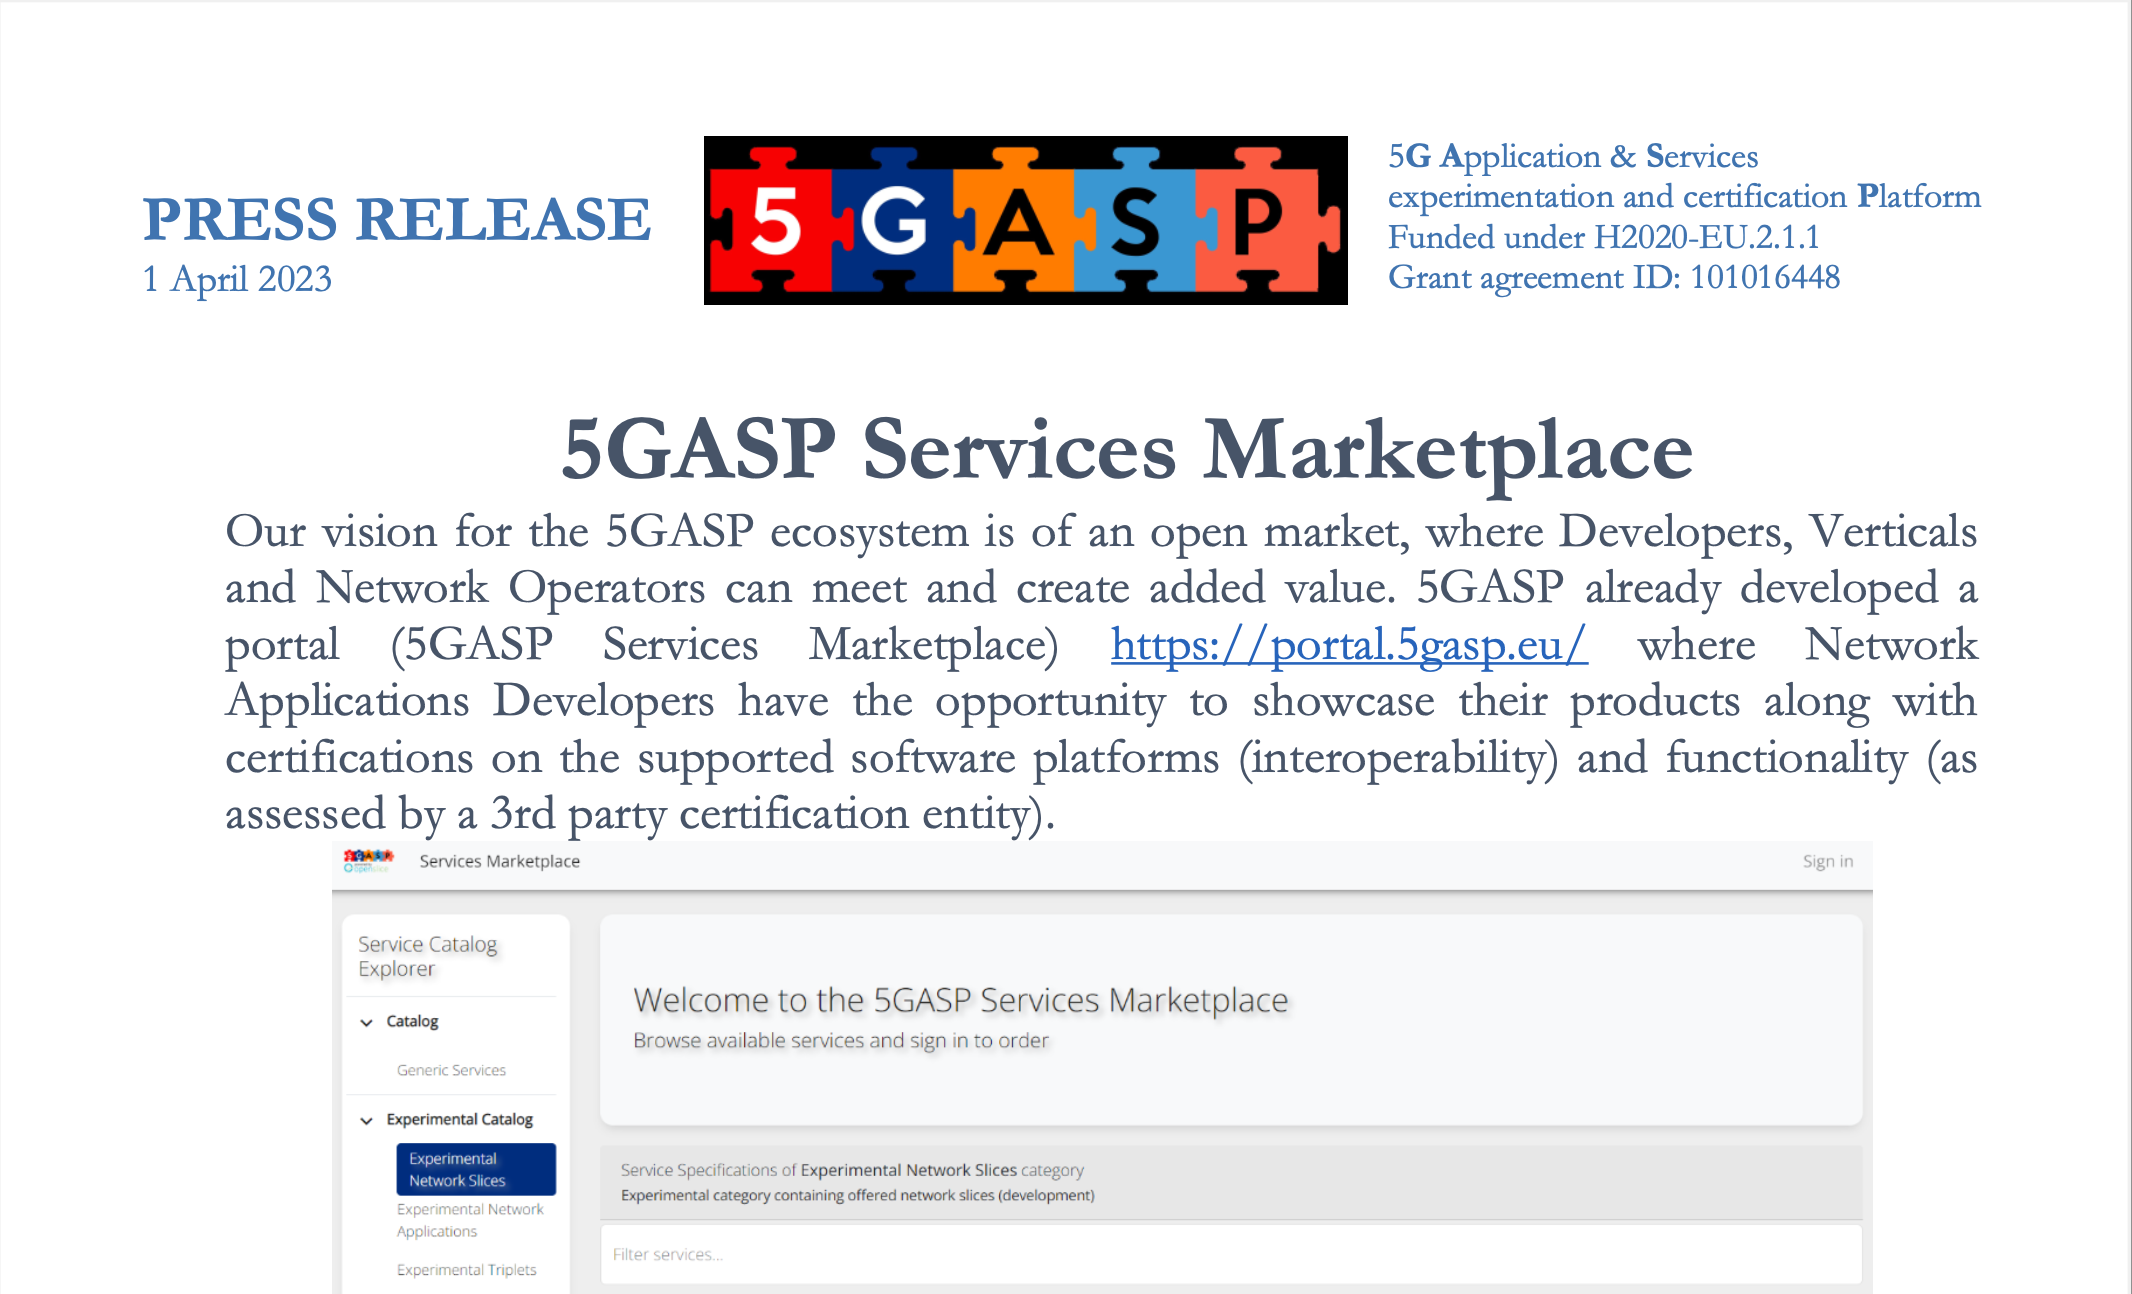 PRESS RELEASE
1 April 2023
5GASP
5G Application & Services
experimentation and certification Platform
Funded under H2020-EU.2.1.1
Grant agreement ID: 101016448
5GASP Services Marketplace
Our vision for the 5GASP ecosystem is of an open market, where Developers, Verticals
and Network Operators can meet and create added value. 5GASP already developed a
portal (5GASP Services Marketplace) https://portal.5gasp.eu/ where Network
Applications Developers have the opportunity to showcase their products along with
certifications on the supported software platforms (interoperability) and functionality (as
assessed by a 3rd party certification entity).
5GASP
openslice
Services Marketplace
Sign in
Service Catalog
Explorer
Catalog
Generic Services
Experimental Catalog
Experimental
Network Slices
Experimental Network
Applications
Experimental Triplets
Welcome to the 5GASP Services Marketplace
Browse available services and sign in to order
Service Specifications of Experimental Network Slices category
Experimental category containing offered network slices (development)
Filter services...